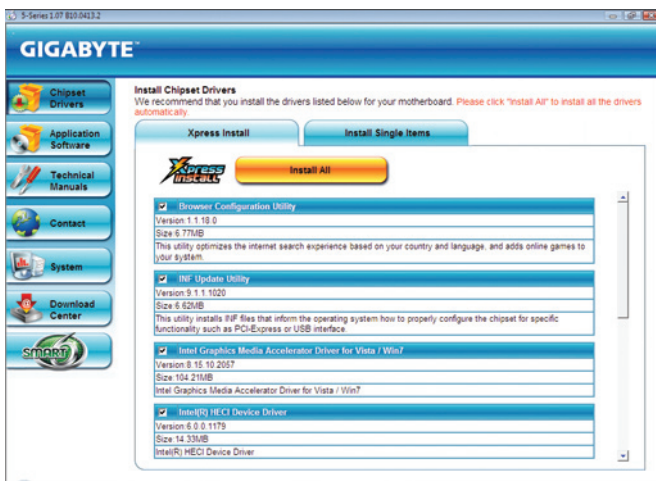 5-Series 1.07 B10.0413.2
GIGABYTE™
Chipset
Drivers
Application
Software
Technical
Manuals
Contact
System
Download
Center
SMART6
Install Chipset Drivers
We recommend that you install the drivers listed below for your motherboard. Please click "Install All" to install all the drivers
automatically.
Xpress Install
Install Single Items
Xpress
INSTALL
Install All
Browser Configuration Utility
Version:1.1.18.0
Size:6.77MB
This utility optimizes the internet search experience based on your country and language, and adds online games to
your system.
INF Update Utility
Version:9.1.1.1020
Size:6.62MB
This utility installs INF files that inform the operating system how to properly configure the chipset for specific
functionality such as PCI-Express or USB interface.
Intel Graphics Media Accelerator Driver for Vista / Win7
Version:8.15.10.2057
Size:104.21MB
Intel Graphics Media Accelerator Driver for Vista / Win7
Intel(R) HECI Device Driver
Version:6.0.0.1179
Size:14.33MB
Intel(R) HECI Device Driver